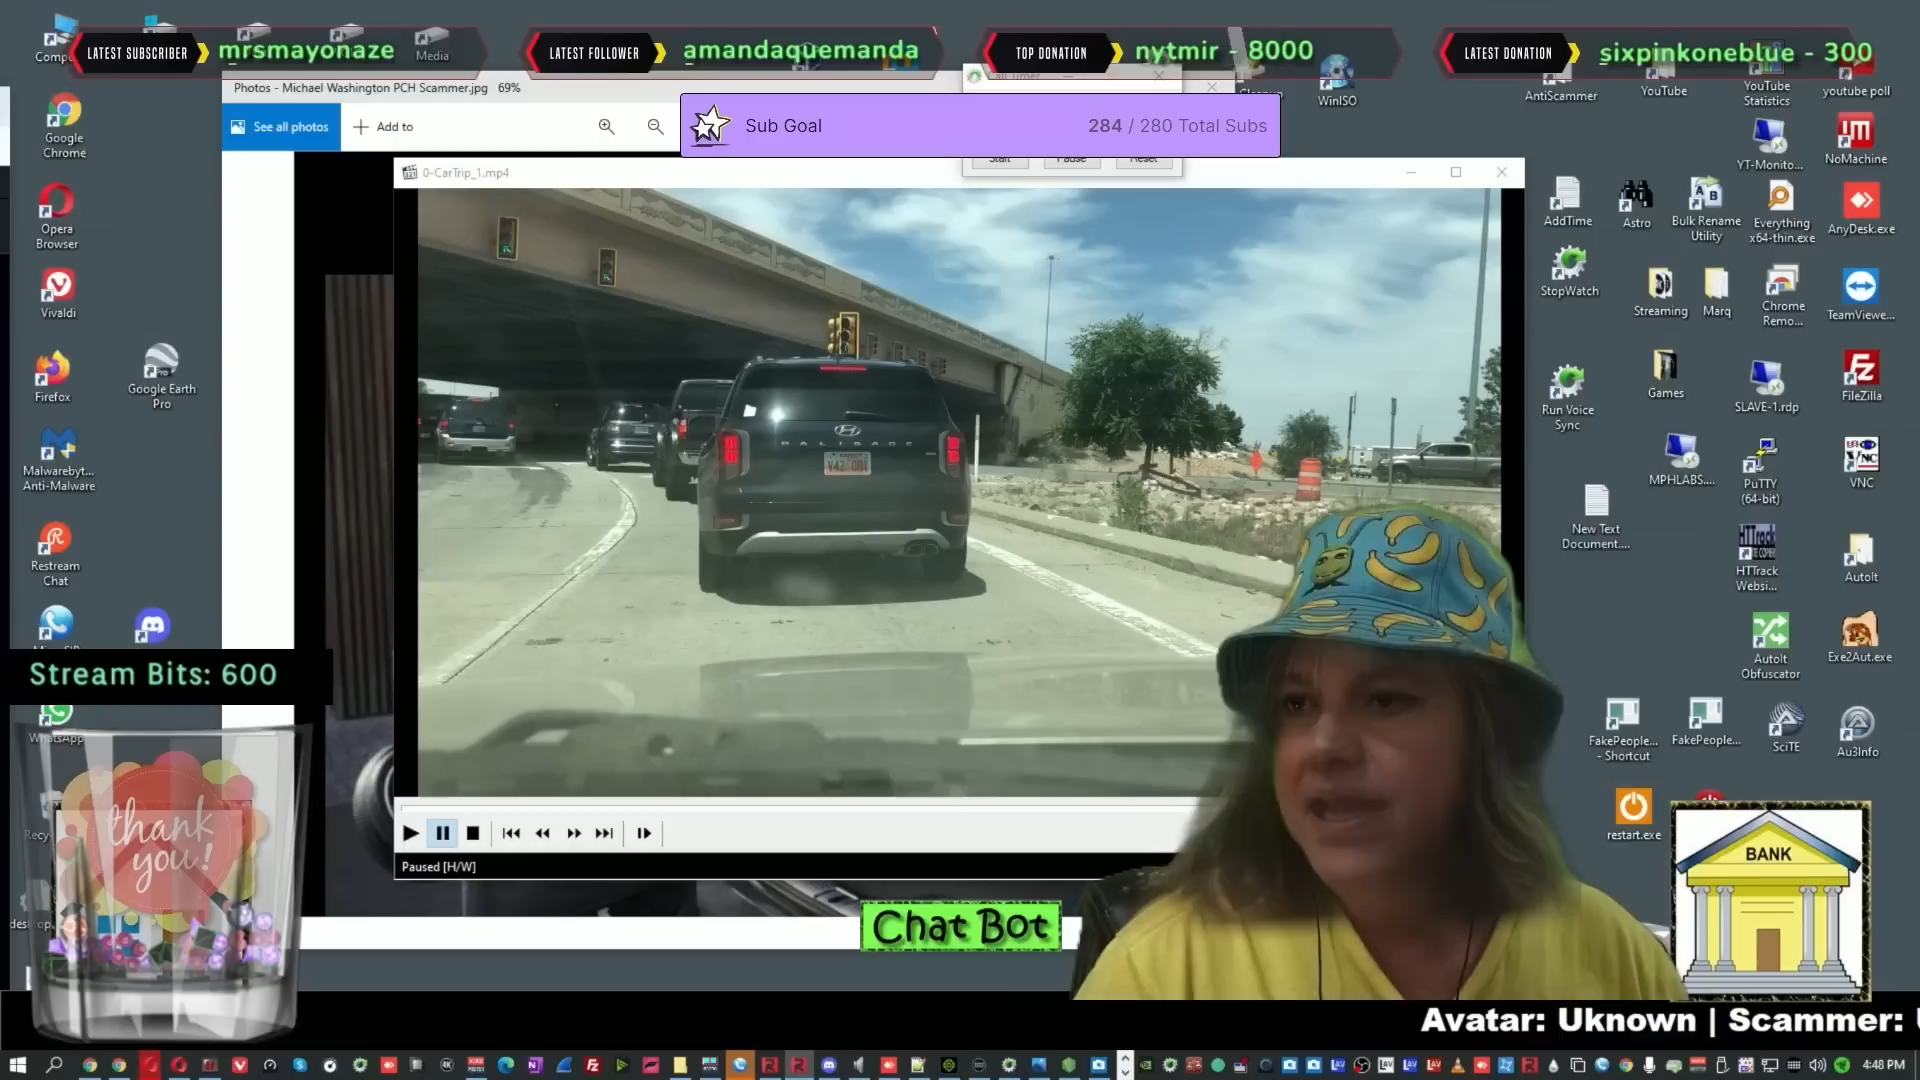 LATEST SUBSCRIBER
mrsmayonaze
LATEST FOLLOWER
amandaquemanda
TOP DONATION
nytmir - 8000
LATEST DONATION
sixpinkoneblue - 300
Media
WinISO
AntiScammer
YouTube
YouTube
Statistics
youtube poll
Photos - Michael Washington PCH Scammer.jpg 69%
See all photos
Add to
Sub Goal
284 / 280 Total Subs
Start
Pause
Reset
0-CarTrip_1.mp4
PALISADE
Google
Chrome
Opera
Browser
Vivaldi
Firefox
Google Earth
Pro
Malwarebyt...
Anti-Malware
Restream
Chat
WhatsApp
YT-Monito...
NoMachine
AddTime
Astro
Bulk Rename
Utility
Everything
x64-thin.exe
AnyDesk.exe
StopWatch
Streaming
Marq
Chrome
Remo...
TeamViewe...
Run Voice
Sync
Games
SLAVE-1.rdp
FileZilla
MPHLABS....
PuTTY
(64-bit)
VNC
New Text
Document....
HTTrack
Websi...
AutoIt
AutoIt
Obfuscator
Exe2Aut.exe
FakePeople...
- Shortcut
FakePeople...
SciTE
Au3Info
restart.exe
Stream Bits: 600
thank
you!
Paused [H/W]
Chat Bot
BANK
Avatar: Uknown | Scammer:
4:48 PM